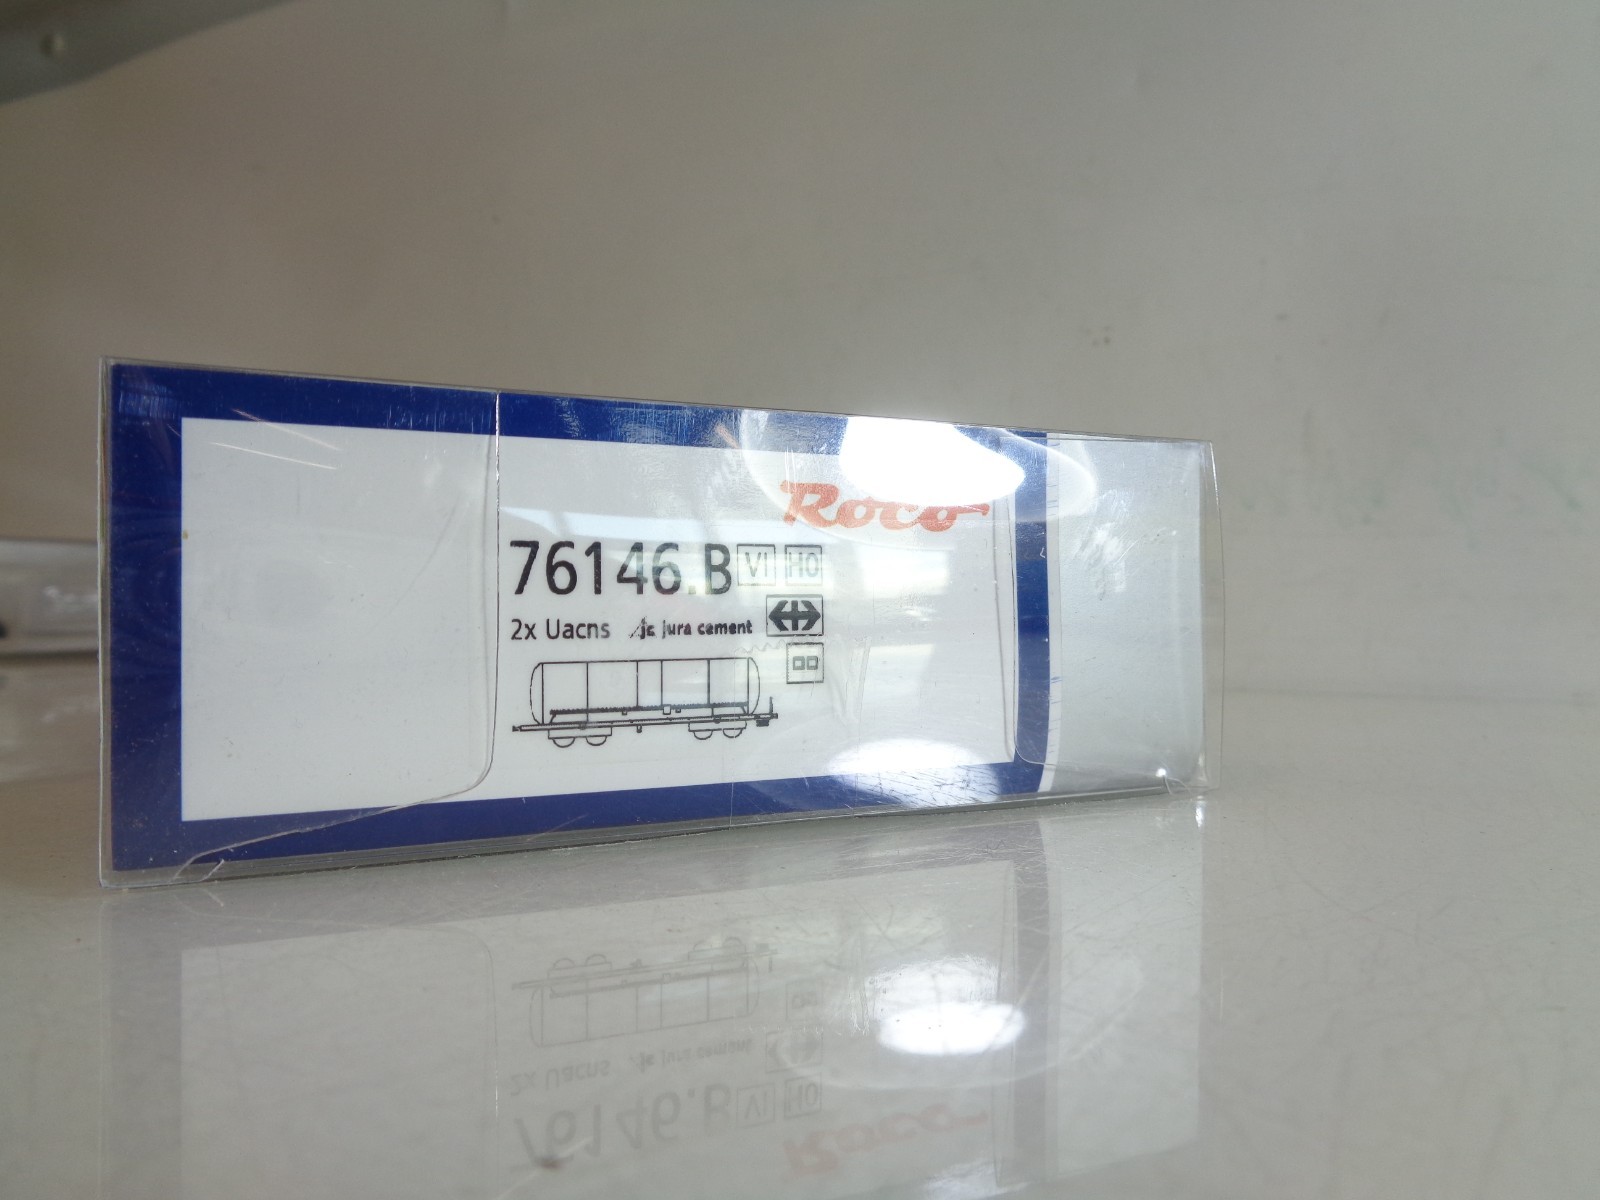 Roco
76146.B VI H0
2x Uacns jc jura cement